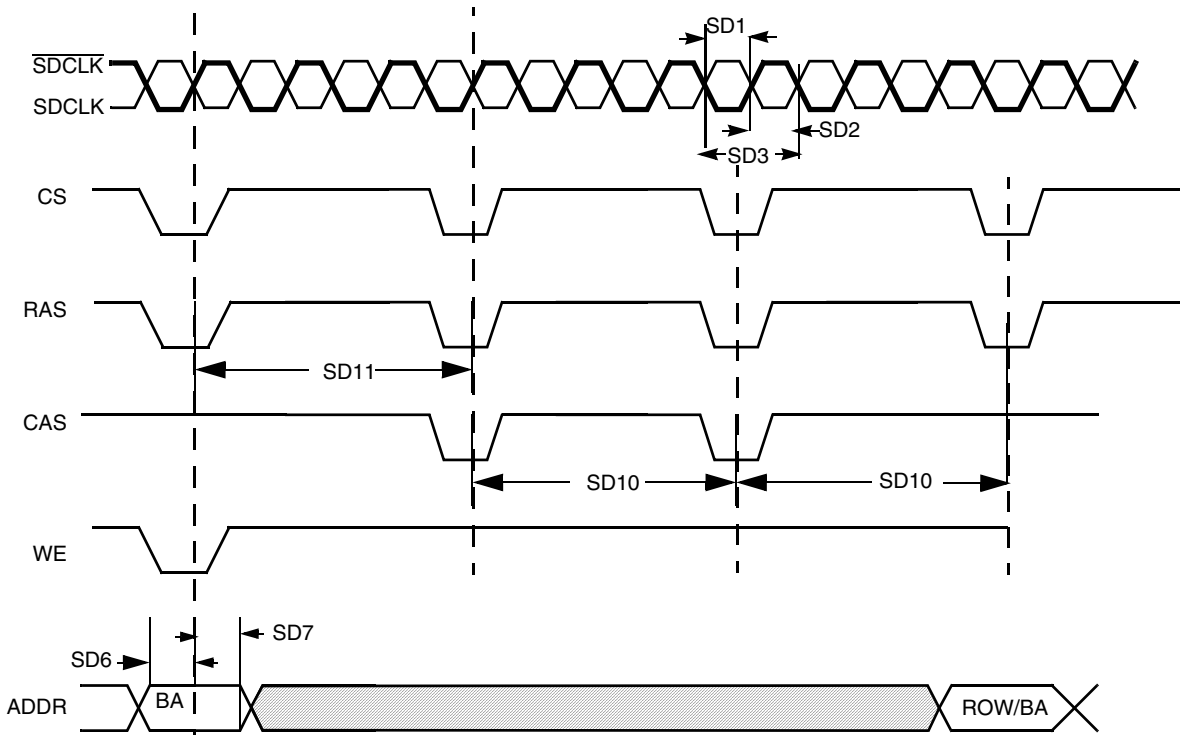 SD1
SDCLK
SDCLK
SD2
SD3
CS
RAS
SD11
CAS
SD10
SD10
WE
SD7
SD6
BA
ADDR
ROW/BA